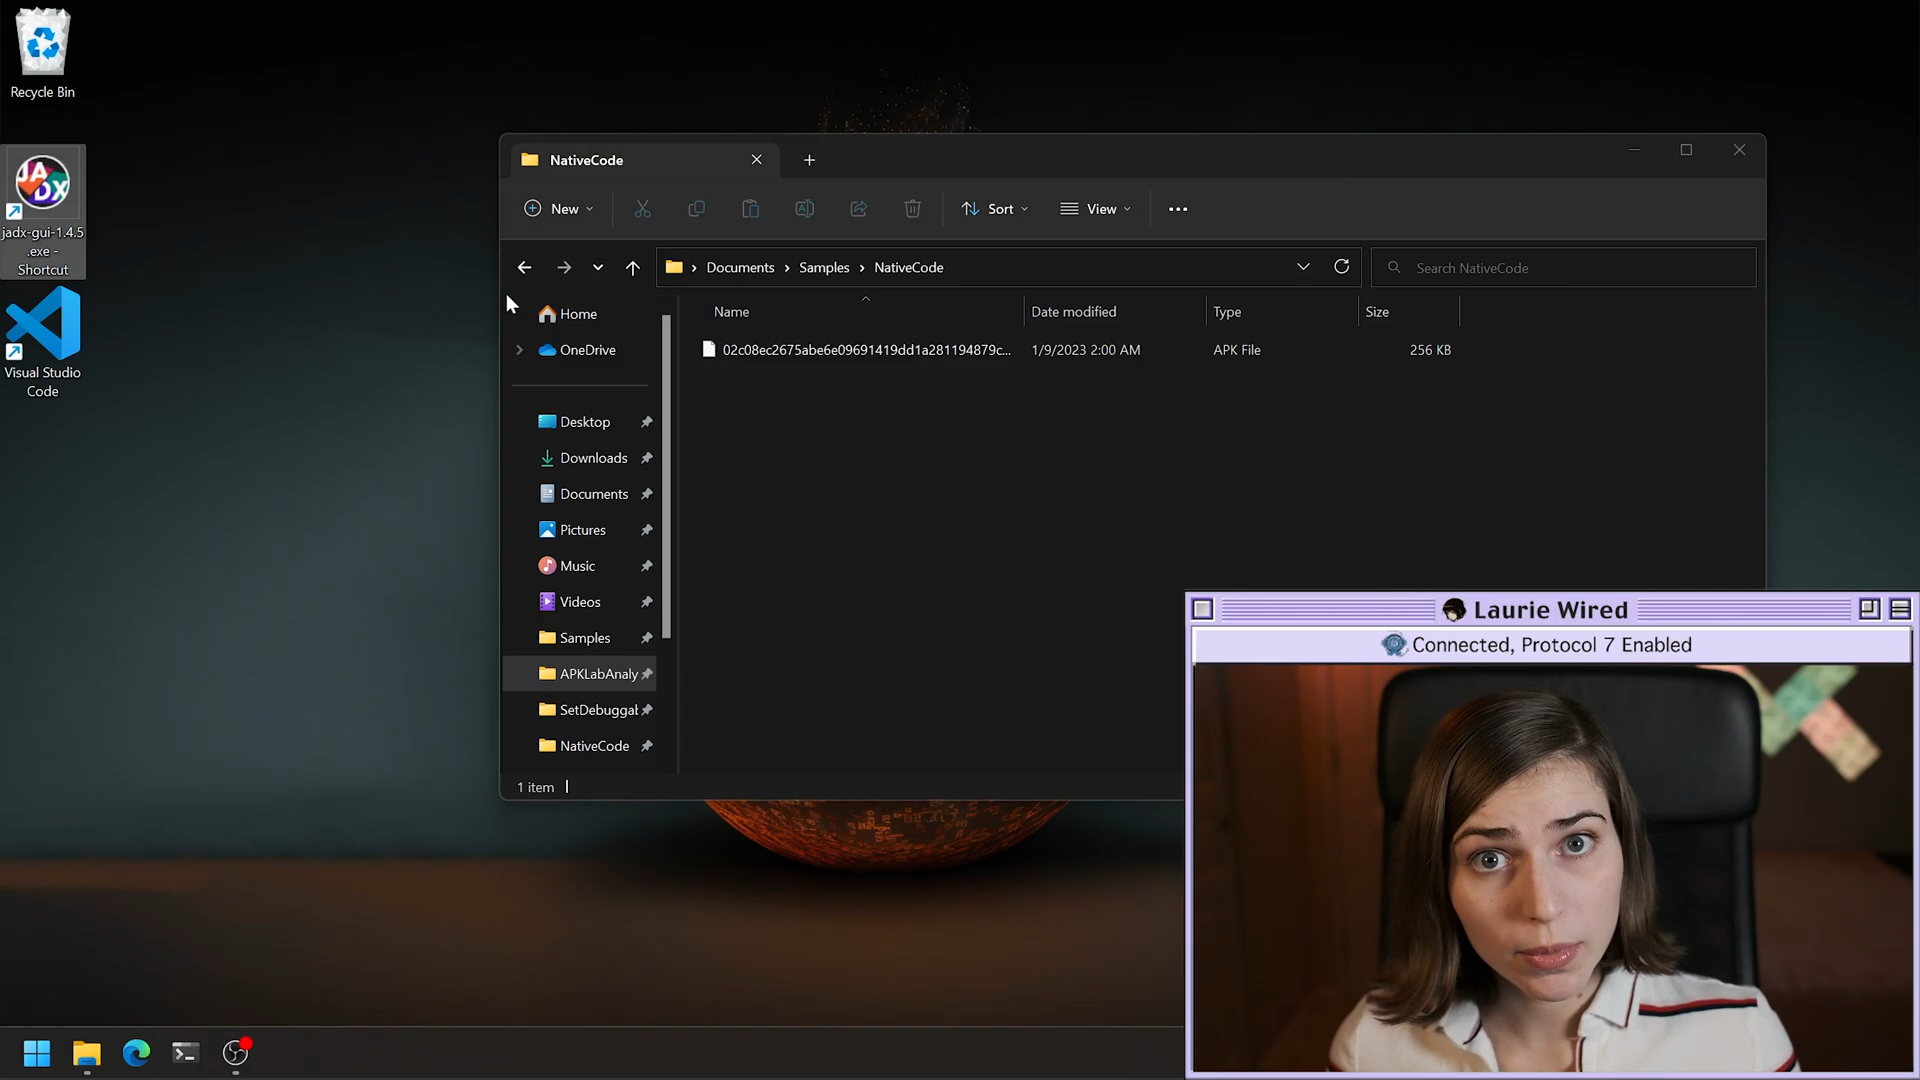 Recycle Bin
JADX
jadx-gui-1.4.5
.exe -
Shortcut
Visual Studio
Code
NativeCode
New
Sort
View
Documents
Samples
NativeCode
Search NativeCode
Home
OneDrive
Desktop
Downloads
Documents
Pictures
Music
Videos
Samples
APKLabAnaly
SetDebuggab
NativeCode
Name
Date modified
Type
Size
02c08ec2675abe6e09691419dd1a281194879c...
1/9/2023 2:00 AM
APK File
256 KB
1 item
Laurie Wired
Connected, Protocol 7 Enabled